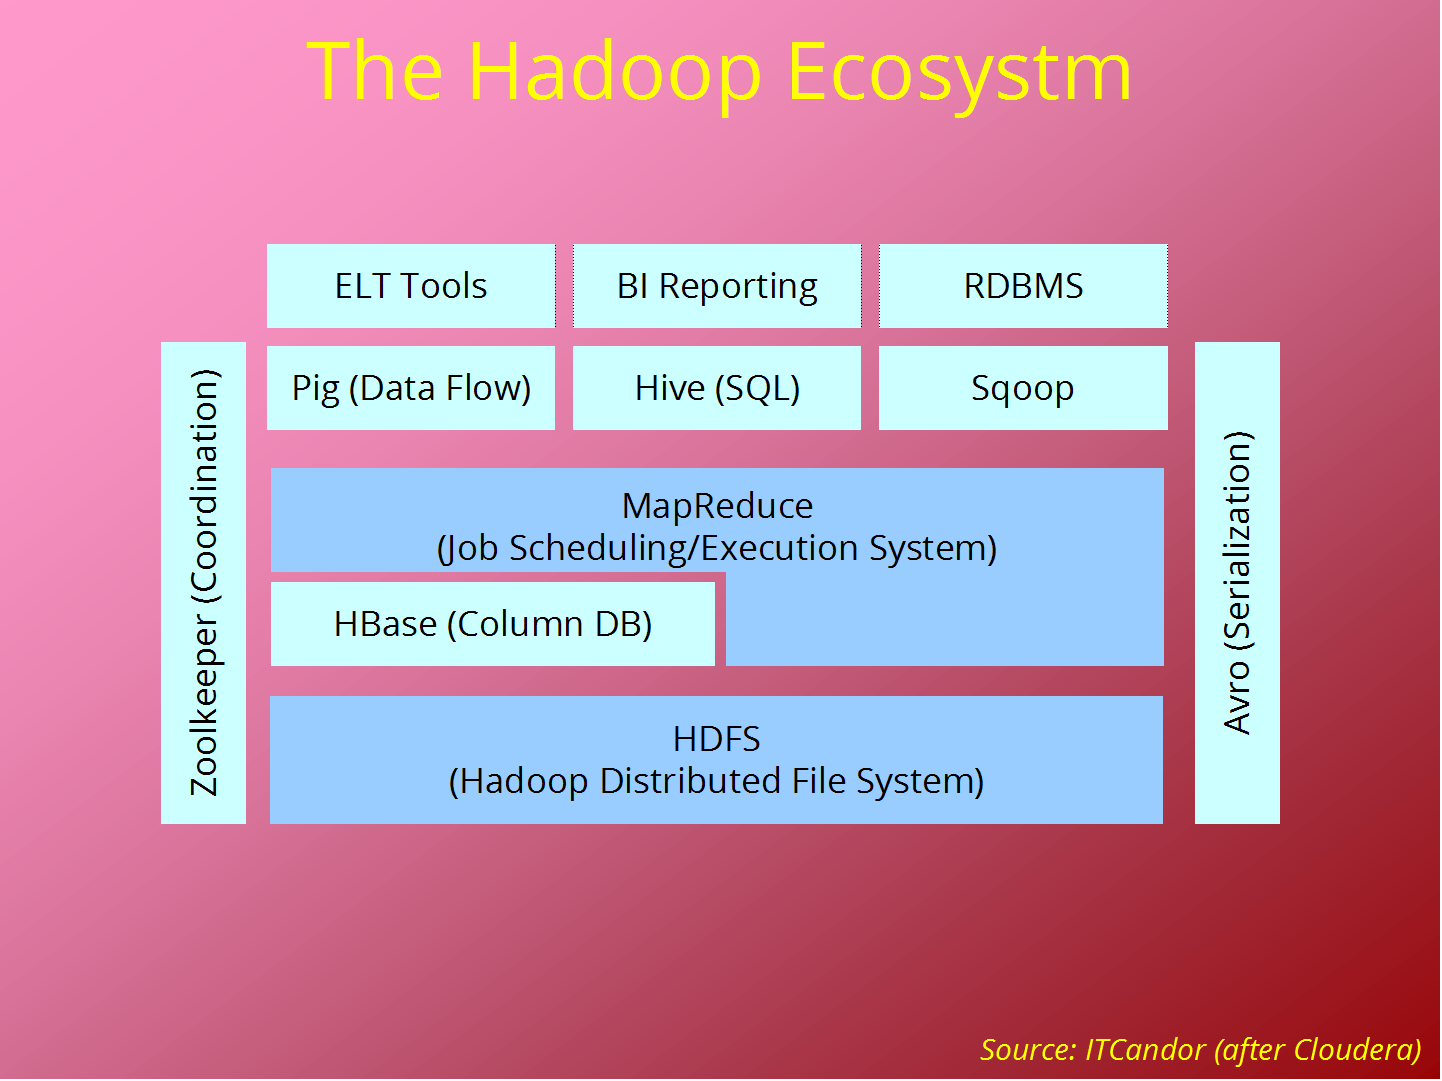 The Hadoop Ecosystm
ELT Tools
BI Reporting
RDBMS
Pig (Data Flow)
Hive (SQL)
Sqoop
Zoolkeeper (Coordination)
MapReduce
(Job Scheduling/Execution System)
HBase (Column DB)
HDFS
(Hadoop Distributed File System)
Avro (Serialization)
Source: ITCandor (after Cloudera)